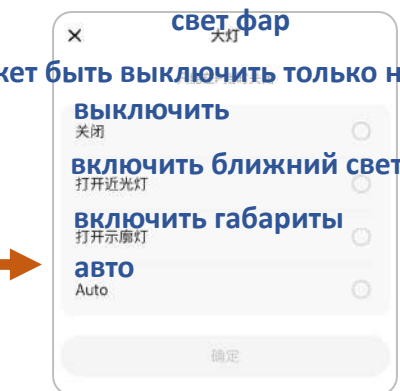 свет фар
大灯
кет быть выключить только н
выключить
关闭
включить ближний свет
打开近光灯
включить габариты
打开示廓灯
авто
Auto
确定